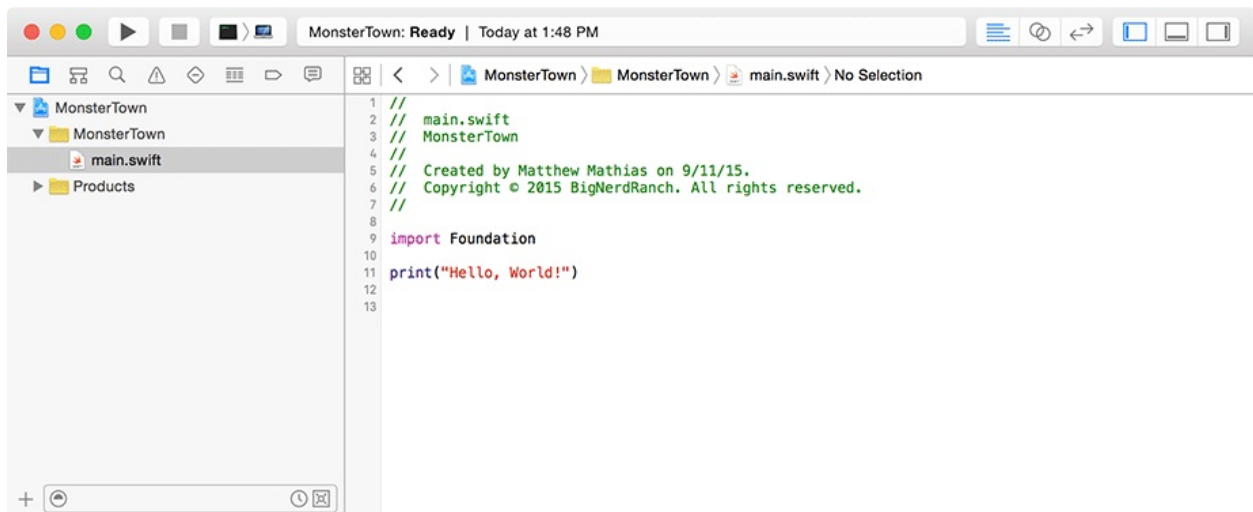 MonsterTown: Ready | Today at 1:48 PM
MonsterTown 〉 MonsterTown 〉 main.swift 〉No Selection
MonsterTown
MonsterTown
main.swift
Products
1 //
2 //  main.swift
3 //  MonsterTown
4 //
5 //  Created by Matthew Mathias on 9/11/15.
6 //  Copyright © 2015 BigNerdRanch. All rights reserved.
7 //
8
9 import Foundation
10
11 print("Hello, World!")
12
13